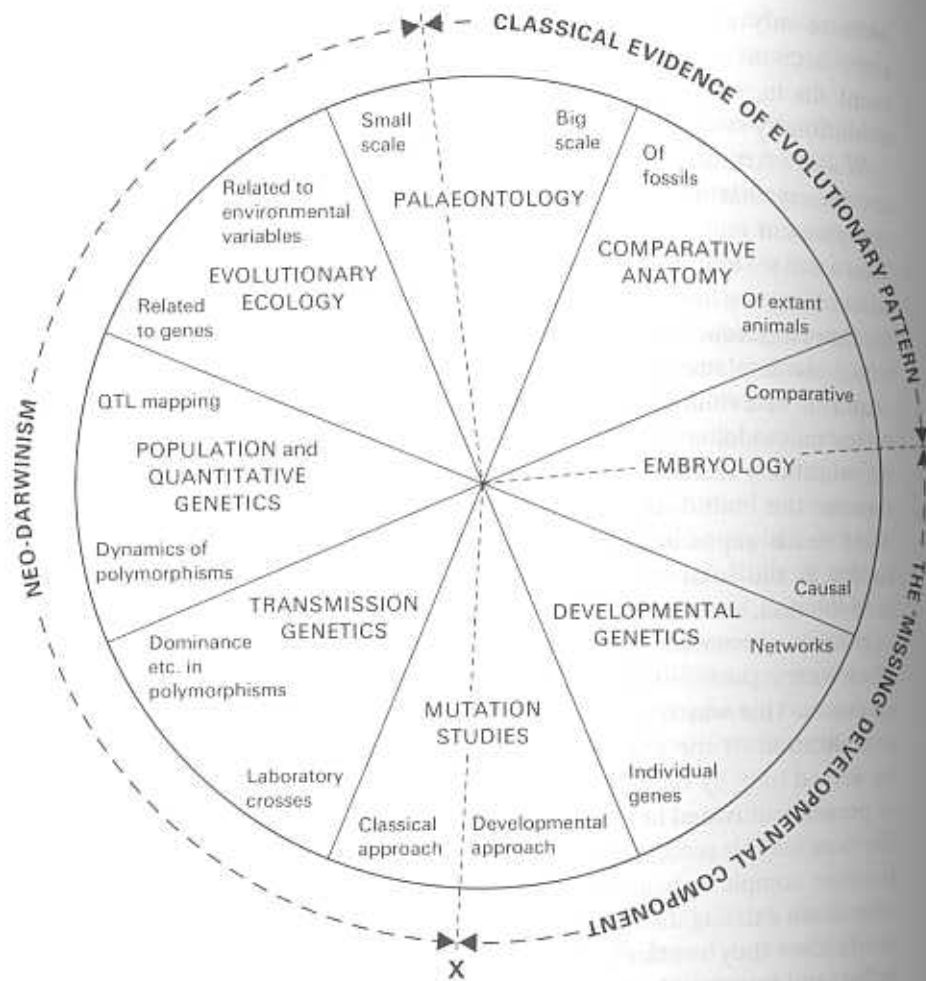 CLASSICAL EVIDENCE OF EVOLUTIONARY PATTERN
Small
scale
Big
scale
PALAEONTOLOGY
Of
fossils
COMPARATIVE
ANATOMY
Of extant
animals
Related to
environmental
variables
EVOLUTIONARY
ECOLOGY
Related
to genes
Comparative
EMBRYOLOGY
Causal
NEO-DARWINISM
QTL mapping
POPULATION and
QUANTITATIVE
GENETICS
Dynamics of
polymorphisms
TRANSMISSION
GENETICS
Dominance
etc. in
polymorphisms
Laboratory
crosses
DEVELOPMENTAL
GENETICS
Networks
Individual
genes
MUTATION
STUDIES
Classical
approach
Developmental
approach
THE 'MISSING' DEVELOPMENTAL COMPONENT
X